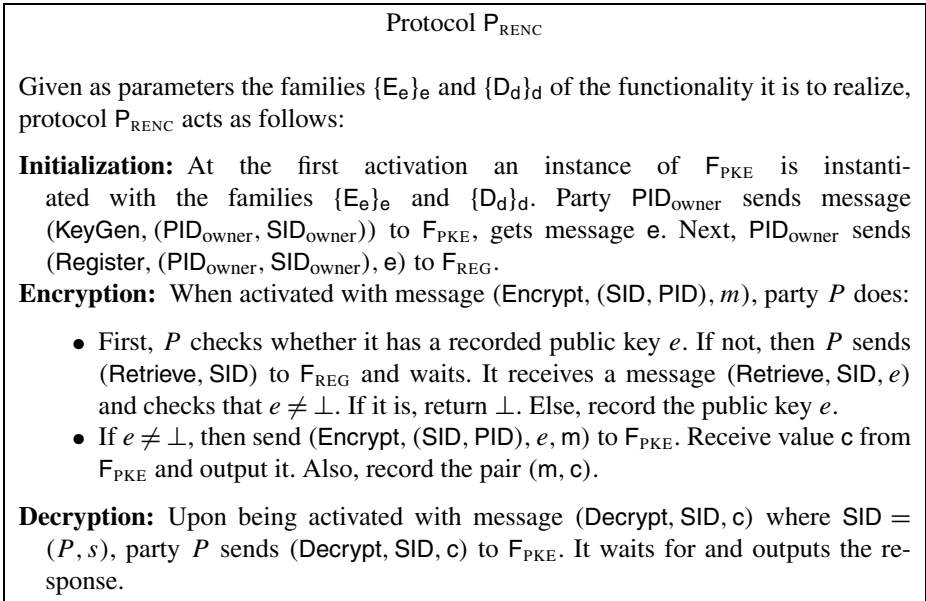 Protocol P_RENC
Given as parameters the families {E_e}_e and {D_d}_d of the functionality it is to realize,
protocol P_RENC acts as follows:
Initialization: At the first activation an instance of F_PKE is instanti-
ated with the families {E_e}_e and {D_d}_d. Party PID_owner sends message
(KeyGen, (PID_owner, SID_owner)) to F_PKE, gets message e. Next, PID_owner sends
(Register, (PID_owner, SID_owner), e) to F_REG.
Encryption: When activated with message (Encrypt, (SID, PID), m), party P does:
• First, P checks whether it has a recorded public key e. If not, then P sends
(Retrieve, SID) to F_REG and waits. It receives a message (Retrieve, SID, e)
and checks that e ≠ ⊥. If it is, return ⊥. Else, record the public key e.
• If e ≠ ⊥, then send (Encrypt, (SID, PID), e, m) to F_PKE. Receive value c from
F_PKE and output it. Also, record the pair (m, c).
Decryption: Upon being activated with message (Decrypt, SID, c) where SID =
(P, s), party P sends (Decrypt, SID, c) to F_PKE. It waits for and outputs the re-
sponse.